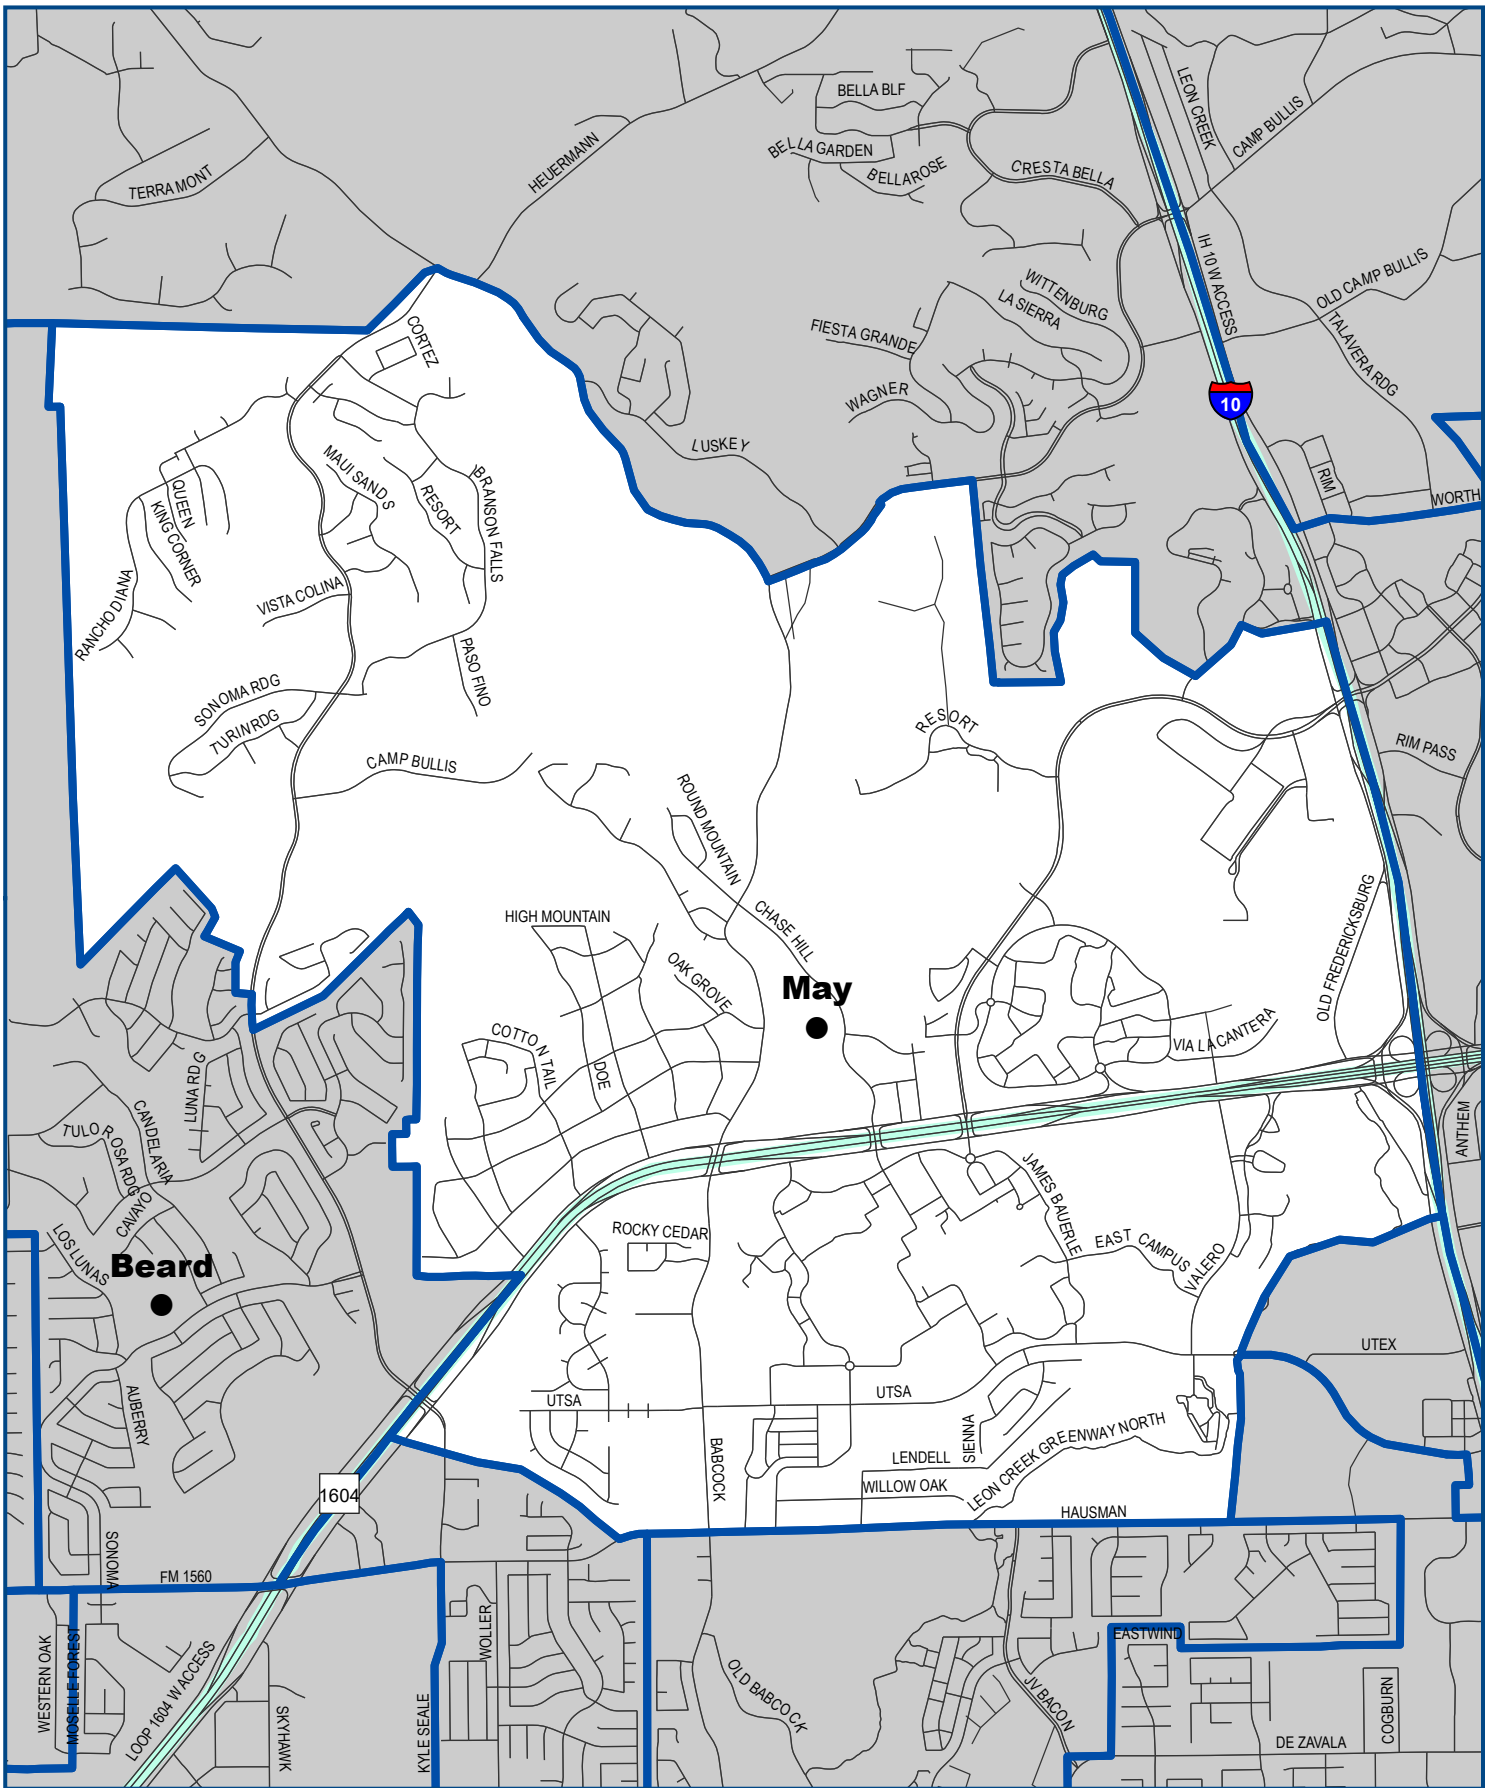 BELLA BLF
LEON CREEK
CAMP BULLIS
HEUERMANN
BELLA GARDEN
BELLAROSE
CRESTA BELLA
TERRA MONT
IH 10 W ACCESS
OLD CAMP BULLIS
WITTENBURG
LA SIERRA
TALAVERA RDG
FIESTA GRANDE
CORTEZ
WAGNER
10
LUSKEY
MAUI SANDS
RESORT
BRANSON FALLS
QUEEN
KING CORNER
RIM
WORTH
RANCHO DIANA
VISTA COLINA
PASO FINO
SONOMA RDG
TURIN RDG
RESORT
RIM PASS
CAMP BULLIS
ROUND MOUNTAIN
CHASE HILL
HIGH MOUNTAIN
OAK GROVE
OLD FREDERICKSBURG
May
COTTON TAIL
DOE
VIA LA CANTERA
LUNA RDG
CANDELARIA
TULOROSA RDG
CAVAYO
ANTHEM
LOS LUNAS
Beard
JAMES BAUERLE
EAST CAMPUS
VALERO
ROCKY CEDAR
UTEX
AUBERRY
UTSA
UTSA
SIENNA
LEON CREEK GREENWAY NORTH
BABCOCK
LENDELL
WILLOW OAK
1604
HAUSMAN
SONOMA
FM 1560
WOLLER
EASTWIND
WESTERN OAK
MOSELLE FOREST
LOOP 1604 W ACCESS
SKYHAWK
KYLE SEALE
OLD BABCOCK
JV BACON
COGBURN
DE ZAVALA